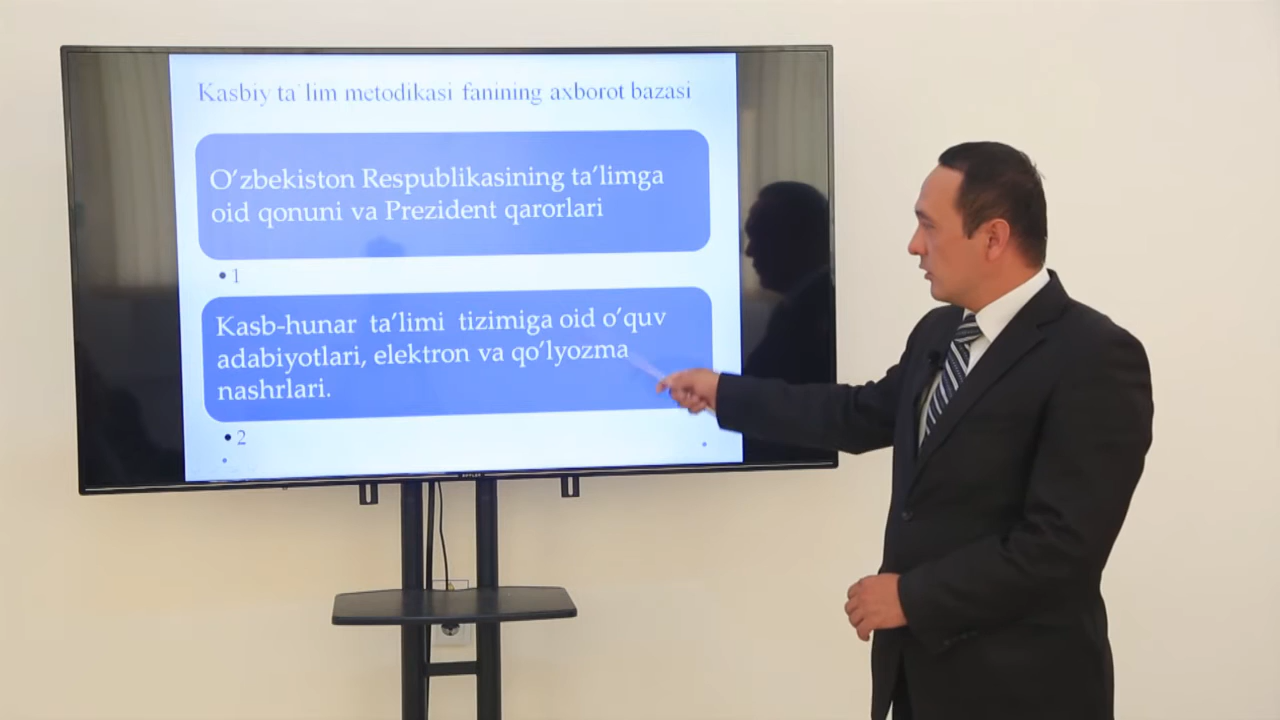 Kasbiy ta'lim metodikasi fanining axborot bazasi
O’zbekiston Respublikasining ta’limga
oid qonuni va Prezident qarorlari
• 1
Kasb-hunar ta’limi tizimiga oid o’quv
adabiyotlari, elektron va qo’lyozma
nashrlari.
• 2